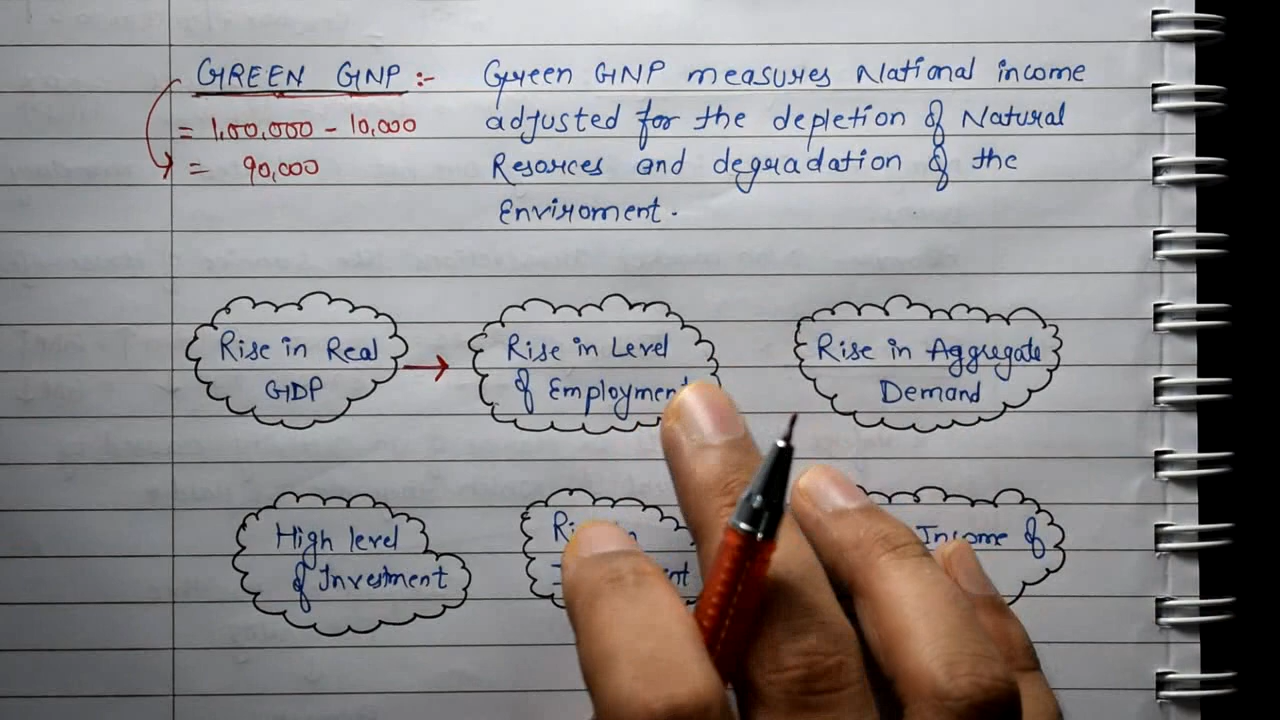 GREEN GNP :- Green GNP measures National income
= 1,00,000 - 10,000 adjusted for the depletion of Natural
= 90,000 Resorces and degradation of the
Enviroment.
Rise in Real
GDP
Rise in Level
of Employment
Rise in Aggregate
Demand
High level
of Investment
Income of